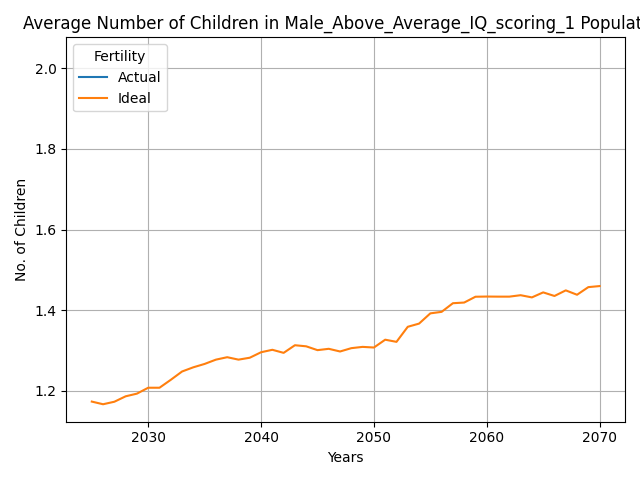 Average Number of Children in Male_Above_Average_IQ_scoring_1 Populat
Fertility
Actual
Ideal
No. of Children
2.0
1.8
1.6
1.4
1.2
2030 2040 2050 2060 2070
Years